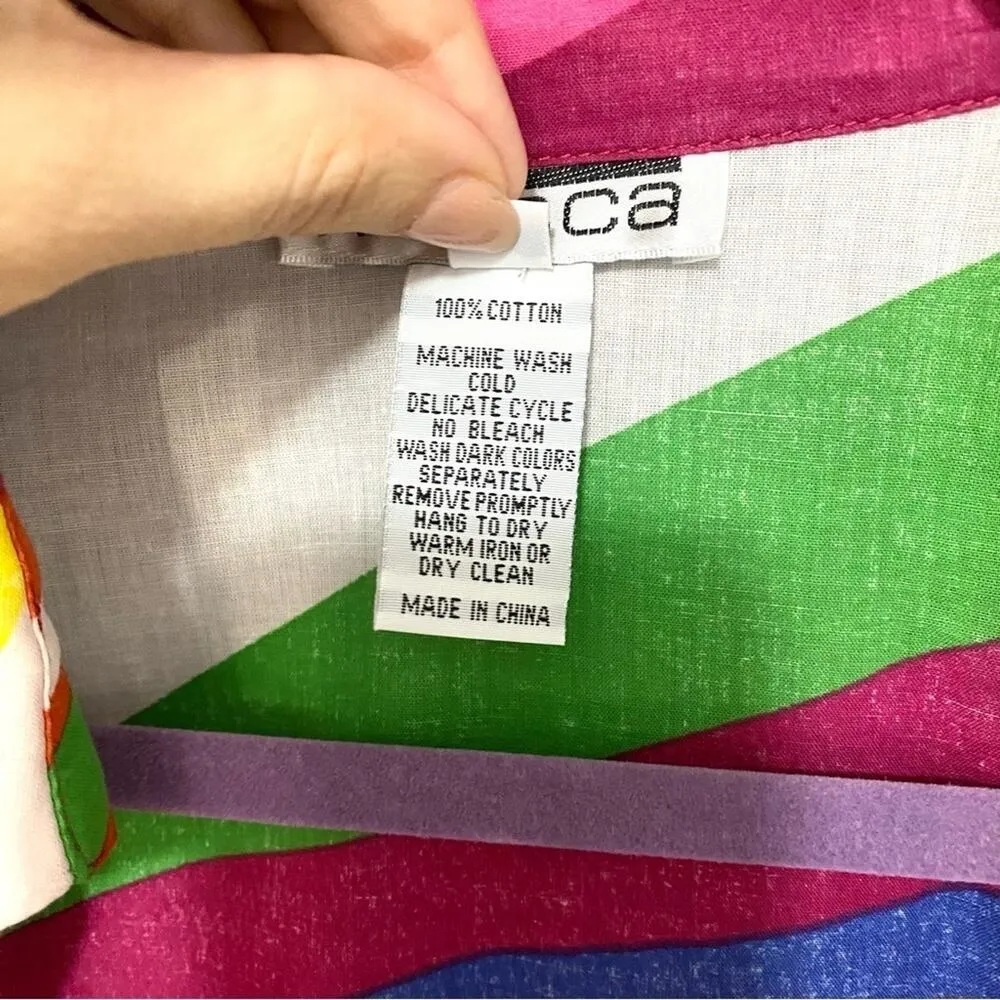 ca
100% COTTON
MACHINE WASH
COLD
DELICATE CYCLE
NO BLEACH
WASH DARK COLORS
SEPARATELY
REMOVE PROMPTLY
HANG TO DRY
WARM IRON OR
DRY CLEAN
MADE IN CHINA